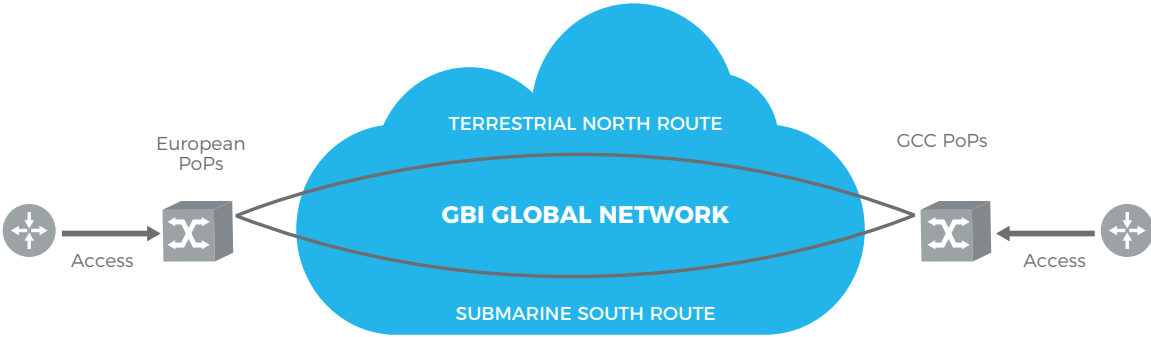 TERRESTRIAL NORTH ROUTE
European
PoPs
GCC PoPs
GBI GLOBAL NETWORK
Access
Access
SUBMARINE SOUTH ROUTE